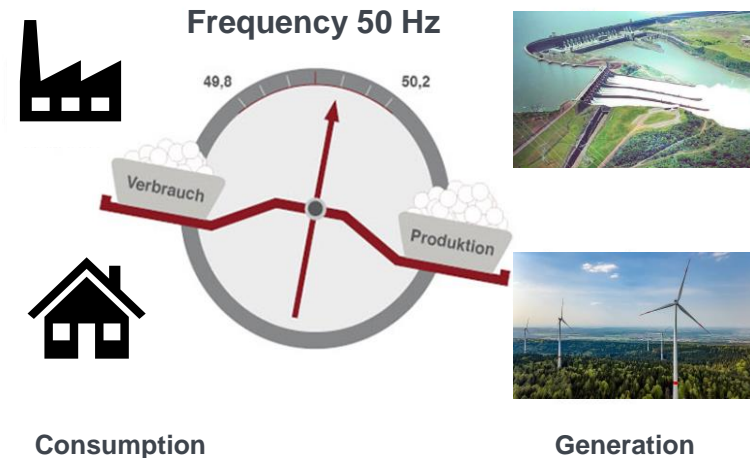 Frequency 50 Hz
49,8
50,2
Verbrauch
Produktion
Consumption
Generation